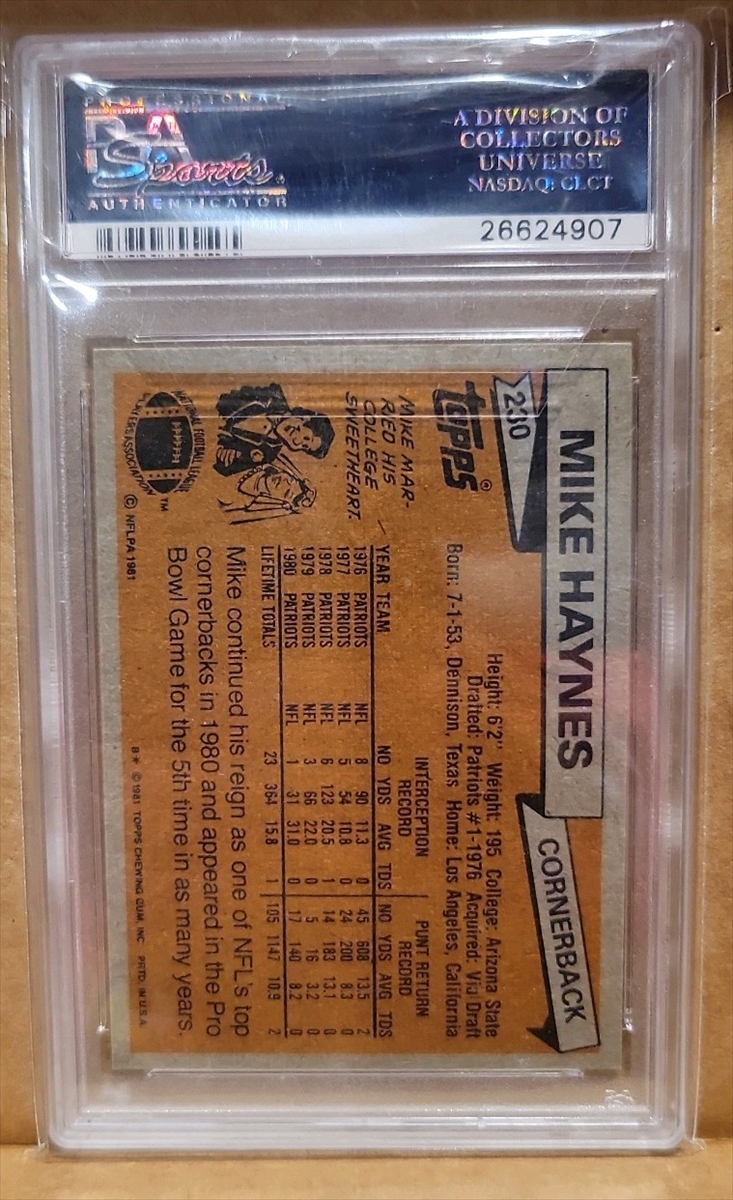 PROFESSIONAL
PSA
Sports
AUTHENTICATOR
A DIVISION OF
COLLECTORS
UNIVERSE
NASDAQ: CLCT
26624907
MIKE HAYNES
CORNERBACK
230
topps®
Height: 6'2" Weight: 195 College: Arizona State
Drafted: Patriots #1-1976 Acquired: Via Draft
Born: 7-1-53, Dennison, Texas Home: Los Angeles, California
MIKE MAR-
RIED HIS
COLLEGE
SWEETHEART.
INTERCEPTION RECORD PUNT RETURN RECORD
YEAR TEAM NO YDS AVG TDS NO YDS AVG TDS
1976 PATRIOTS NFL 8 90 11.3 0 45 608 13.5 2
1977 PATRIOTS NFL 5 54 10.8 0 24 200 8.3 0
1978 PATRIOTS NFL 6 123 20.5 1 14 183 13.1 0
1979 PATRIOTS NFL 3 66 22.0 0 5 16 3.2 0
1980 PATRIOTS NFL 1 31 31.0 0 17 140 8.2 0
LIFETIME TOTALS 23 364 15.8 1 105 1147 10.9 2
Mike continued his reign as one of NFL's top
cornerbacks in 1980 and appeared in the Pro
Bowl Game for the 5th time in as many years.
NATIONAL FOOTBALL LEAGUE
PLAYERS ASSOCIATION
TM
© NFLPA 1981
B* © 1981 TOPPS CHEWING GUM, INC. PRTD. IN U.S.A.